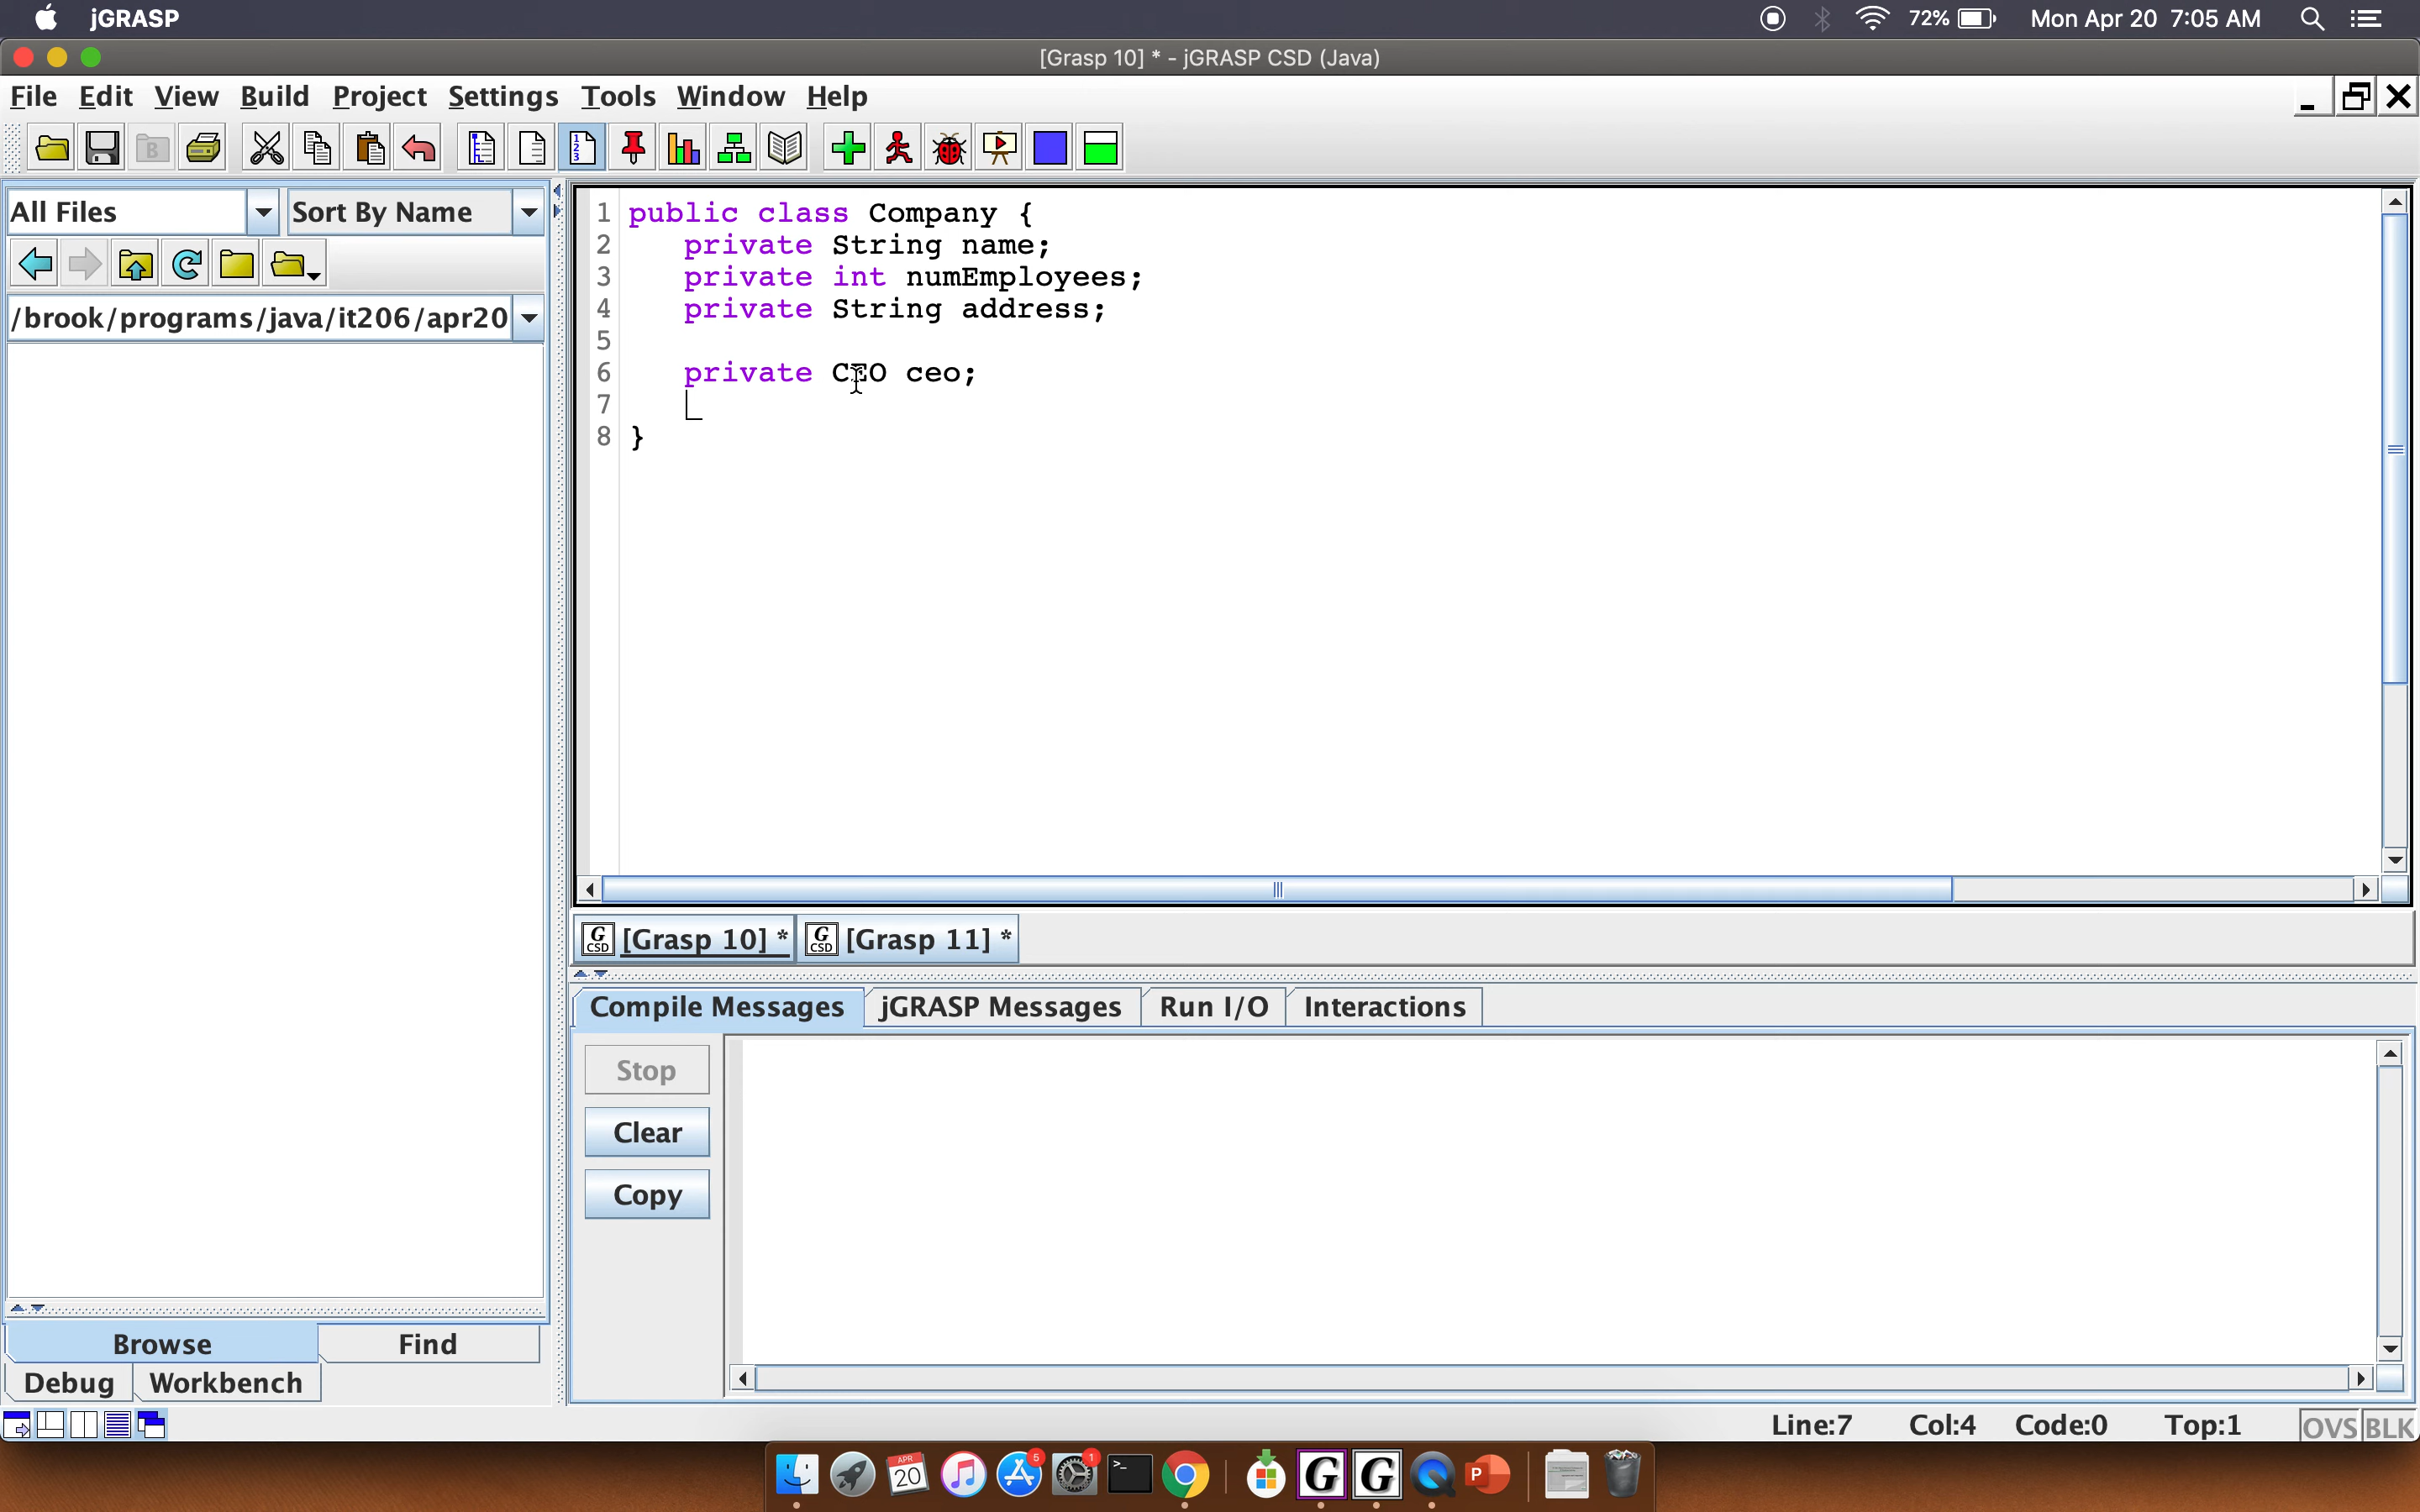 jGRASP
72%
Mon Apr 20 7:05 AM
[Grasp 10] * - jGRASP CSD (Java)
File Edit View Build Project Settings Tools Window Help
All Files
Sort By Name
/brook/programs/java/it206/apr20
1 public class Company {
2 private String name;
3 private int numEmployees;
4 private String address;
5
6 private CEO ceo;
7
8 }
[Grasp 10] *
[Grasp 11] *
Compile Messages
jGRASP Messages
Run I/O
Interactions
Stop
Clear
Copy
Browse
Find
Debug
Workbench
Line:7 Col:4 Code:0 Top:1 OVS BLK